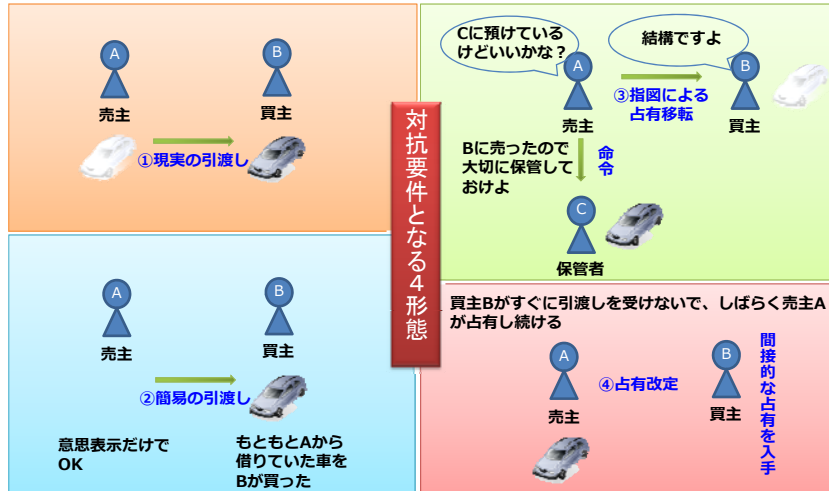 A
売主
B
買主
①現実の引渡し
A
売主
B
買主
②簡易の引渡し
意思表示だけで
OK
もともとAから
借りていた車を
Bが買った
対抗要件となる4形態
Cに預けている
けどいいかな？
結構ですよ
A
売主
B
買主
③指図による
占有移転
Bに売ったので
大切に保管して
おけよ
命令
C
保管者
買主Bがすぐに引渡しを受けないで、しばらく売主A
が占有し続ける
A
売主
④占有改定
B
買主
間接的な占有を入手